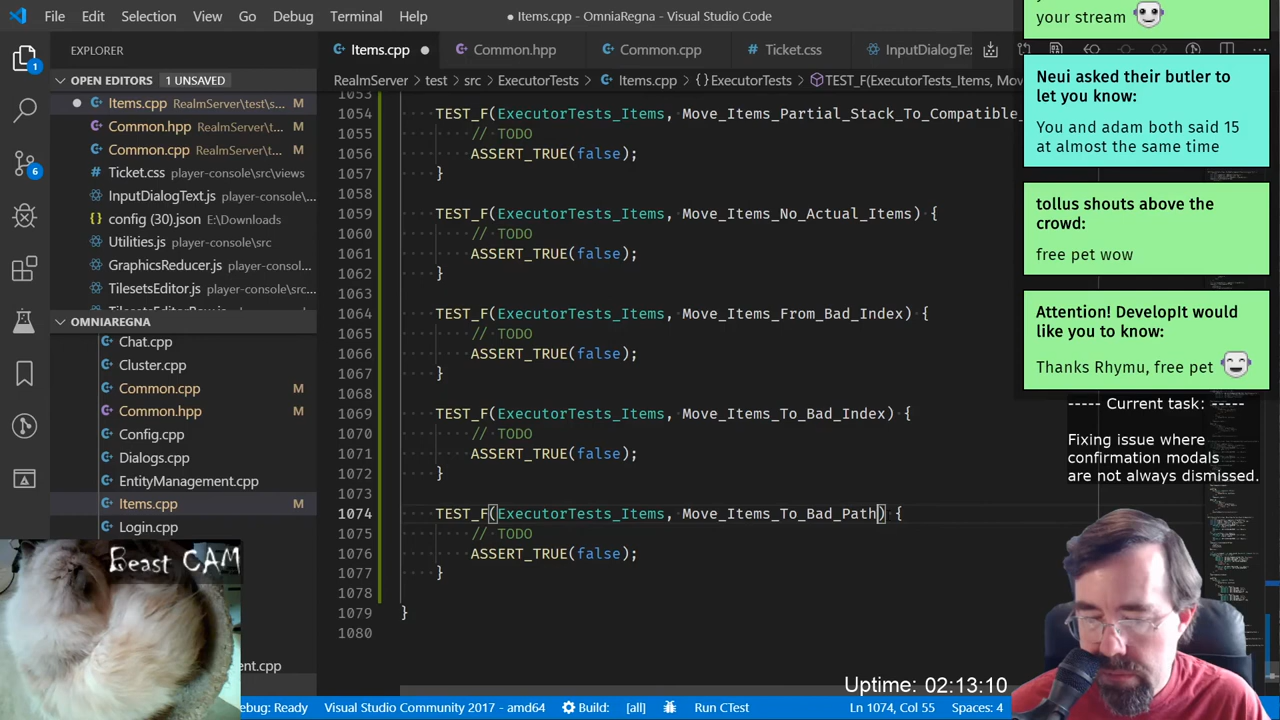 File Edit Selection View Go Debug Terminal Help
● Items.cpp - OmniaRegna - Visual Studio Code
your stream
EXPLORER
Items.cpp
Common.hpp
Common.cpp
Ticket.css
InputDialogTe
OPEN EDITORS 1 UNSAVED
RealmServer > test > src > ExecutorTests > Items.cpp > {} ExecutorTests > TEST_F(ExecutorTests_Items, Mo
Items.cpp RealmServer\test\s...
Common.hpp RealmServer\t...
Common.cpp RealmServer\t...
Ticket.css player-console\src\views
InputDialogText.js player-console\src\...
{} config (30).json E:\Downloads
Utilities.js player-console\src
GraphicsReducer.js player-consol...
TilesetsEditor.js player-console\src...
OMNIAREGNA
Chat.cpp
Cluster.cpp
Common.cpp M
Common.hpp M
Config.cpp
Dialogs.cpp
EntityManagement.cpp
Items.cpp M
Login.cpp
ent.cpp
1053
1054 TEST_F(ExecutorTests_Items, Move_Items_Partial_Stack_To_Compatible_
1055 // TODO
1056 ASSERT_TRUE(false);
1057 }
1058
1059 TEST_F(ExecutorTests_Items, Move_Items_No_Actual_Items) {
1060 // TODO
1061 ASSERT_TRUE(false);
1062 }
1063
1064 TEST_F(ExecutorTests_Items, Move_Items_From_Bad_Index) {
1065 // TODO
1066 ASSERT_TRUE(false);
1067 }
1068
1069 TEST_F(ExecutorTests_Items, Move_Items_To_Bad_Index) {
1070 // TODO
1071 ASSERT_TRUE(false);
1072 }
1073
1074 TEST_F(ExecutorTests_Items, Move_Items_To_Bad_Path) {
1075 // TODO
1076 ASSERT_TRUE(false);
1077 }
1078
1079 }
1080
Neui asked their butler to
let you know:
You and adam both said 15
at almost the same time
tollus shouts above the
crowd:
free pet wow
Attention! DevelopIt would
like you to know:
Thanks Rhymu, free pet
----- Current task: -----
Fixing issue where
confirmation modals
are not always dismissed.
Beast CAM
Uptime: 02:13:10
ebug: Ready Visual Studio Community 2017 - amd64 Build: [all] Run CTest Ln 1074, Col 55 Spaces: 4
1
6